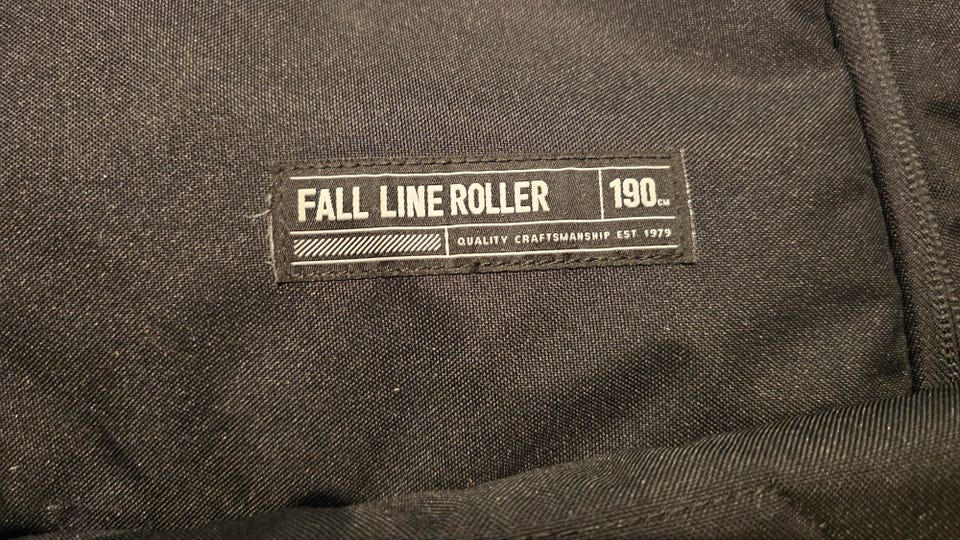 FALL LINE ROLLER 190CM
QUALITY CRAFTSMANSHIP EST 1979